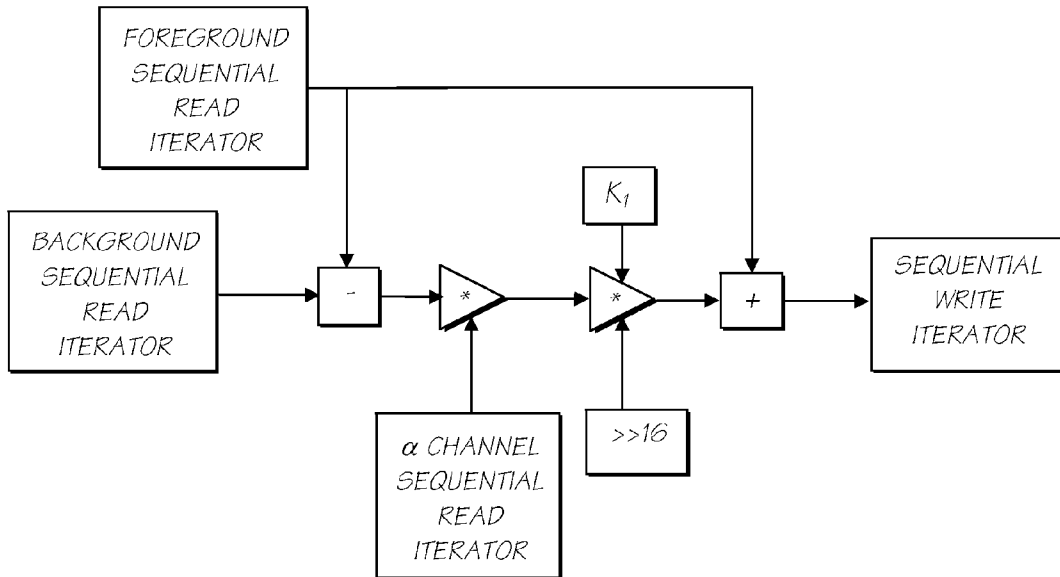 FOREGROUND
SEQUENTIAL
READ
ITERATOR
K₁
BACKGROUND
SEQUENTIAL
READ
ITERATOR
-
*
*
+
SEQUENTIAL
WRITE
ITERATOR
α CHANNEL
SEQUENTIAL
READ
ITERATOR
>>16